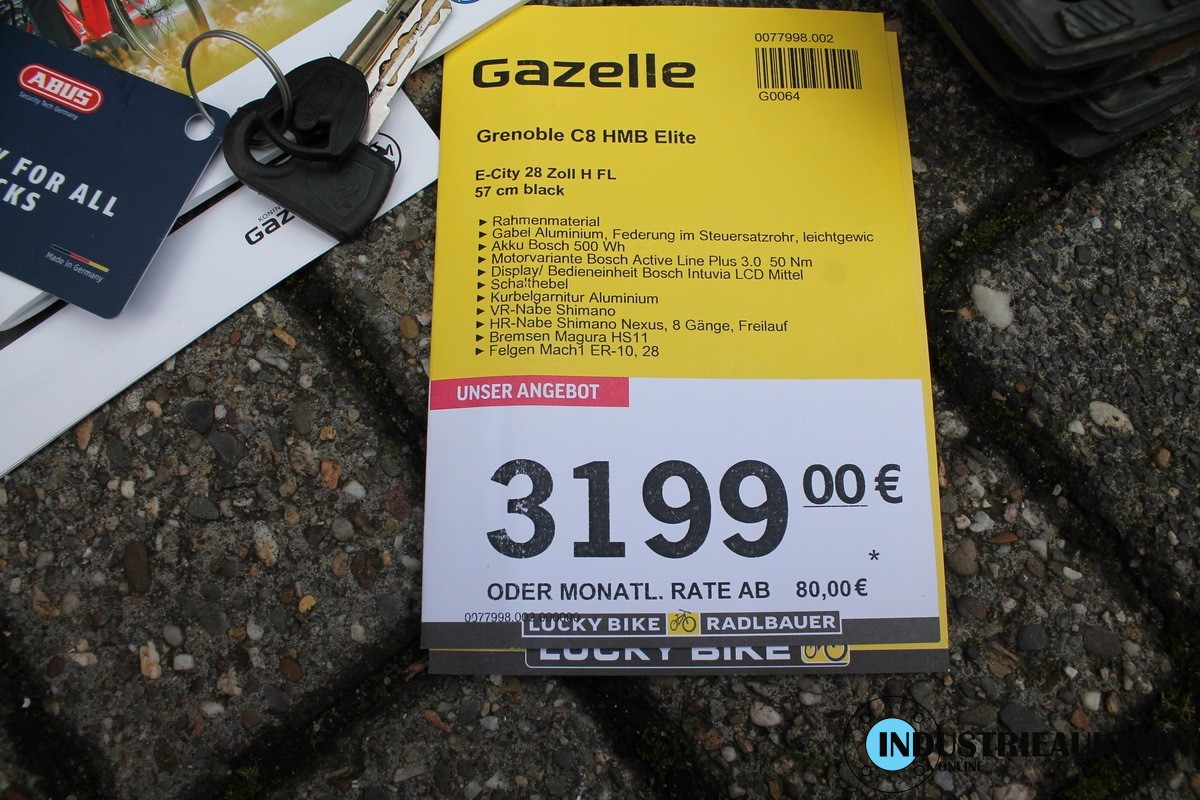 ABUS
Security Tech Germany
FOR ALL
Made in Germany
Gazelle
0077998.002
G0064
Grenoble C8 HMB Elite
E-City 28 Zoll H FL
57 cm black
► Rahmenmaterial
► Gabel Aluminium, Federung im Steuersatzrohr, leichtgewic
► Akku Bosch 500 Wh
► Motorvariante Bosch Active Line Plus 3.0 50 Nm
► Display/ Bedieneinheit Bosch Intuvia LCD Mittel
► Schalthebel
► Kurbelgarnitur Aluminium
► VR-Nabe Shimano
► HR-Nabe Shimano Nexus, 8 Gänge, Freilauf
► Bremsen Magura HS11
► Felgen Mach1 ER-10, 28
UNSER ANGEBOT
3199 00 €
*
ODER MONATL. RATE AB 80,00 €
LUCKY BIKE RADLBAUER
LUCKY BIKE
ONLINE